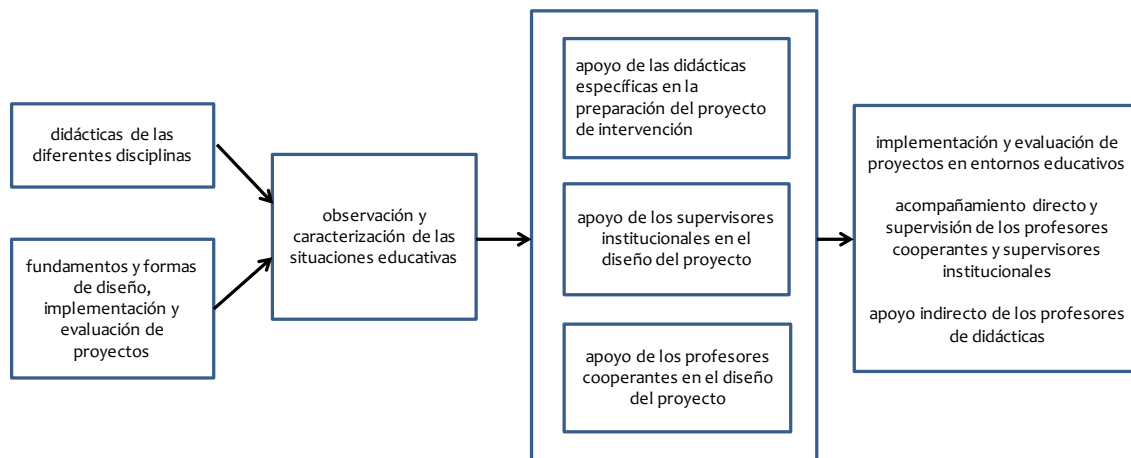 didácticas de las
diferentes disciplinas
fundamentos y formas
de diseño,
implementación y
evaluación de
proyectos
observación y
caracterización de las
situaciones educativas
apoyo de las didácticas
específicas en la
preparación del proyecto
de intervención
apoyo de los supervisores
institucionales en el
diseño del proyecto
apoyo de los profesores
cooperantes en el diseño
del proyecto
implementación y evaluación de
proyectos en entornos educativos
acompañamiento directo y
supervisión de los profesores
cooperantes y supervisores
institucionales
apoyo indirecto de los profesores
de didácticas